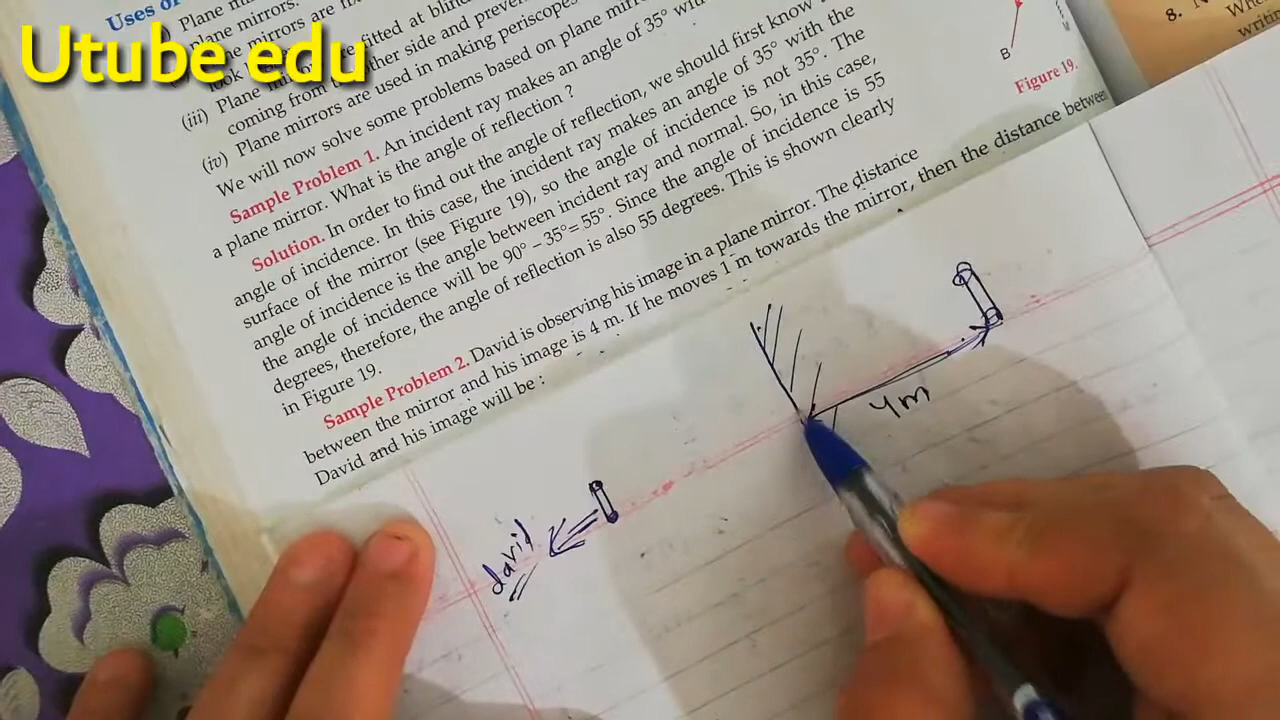 Utube edu
Uses of
Plane mirrors
plane mirrors.
look
(iii) Plane
coming from
other side and preven
(iv) Plane mirrors are used in making periscopes
We will now solve some problems based on plane mirro
Sample Problem 1. An incident ray makes an angle of 35° with
a plane mirror. What is the angle of reflection ?
Solution. In order to find out the angle of reflection, we should first know
angle of incidence. In this case, the incident ray makes an angle of 35° with the
surface of the mirror (see Figure 19), so the angle of incidence is not 35°. The
angle of incidence is the angle between incident ray and normal. So, in this case,
the angle of incidence will be 90° – 35°= 55°. Since the angle of incidence is 55
degrees, therefore, the angle of reflection is also 55 degrees. This is shown clearly
in Figure 19.
Sample Problem 2. David is observing his image in a plane mirror. The distance
between the mirror and his image is 4 m. If he moves 1 m towards the mirror, then the distance between
David and his image will be :
B
Figure 19.
8.
writin
4m
david